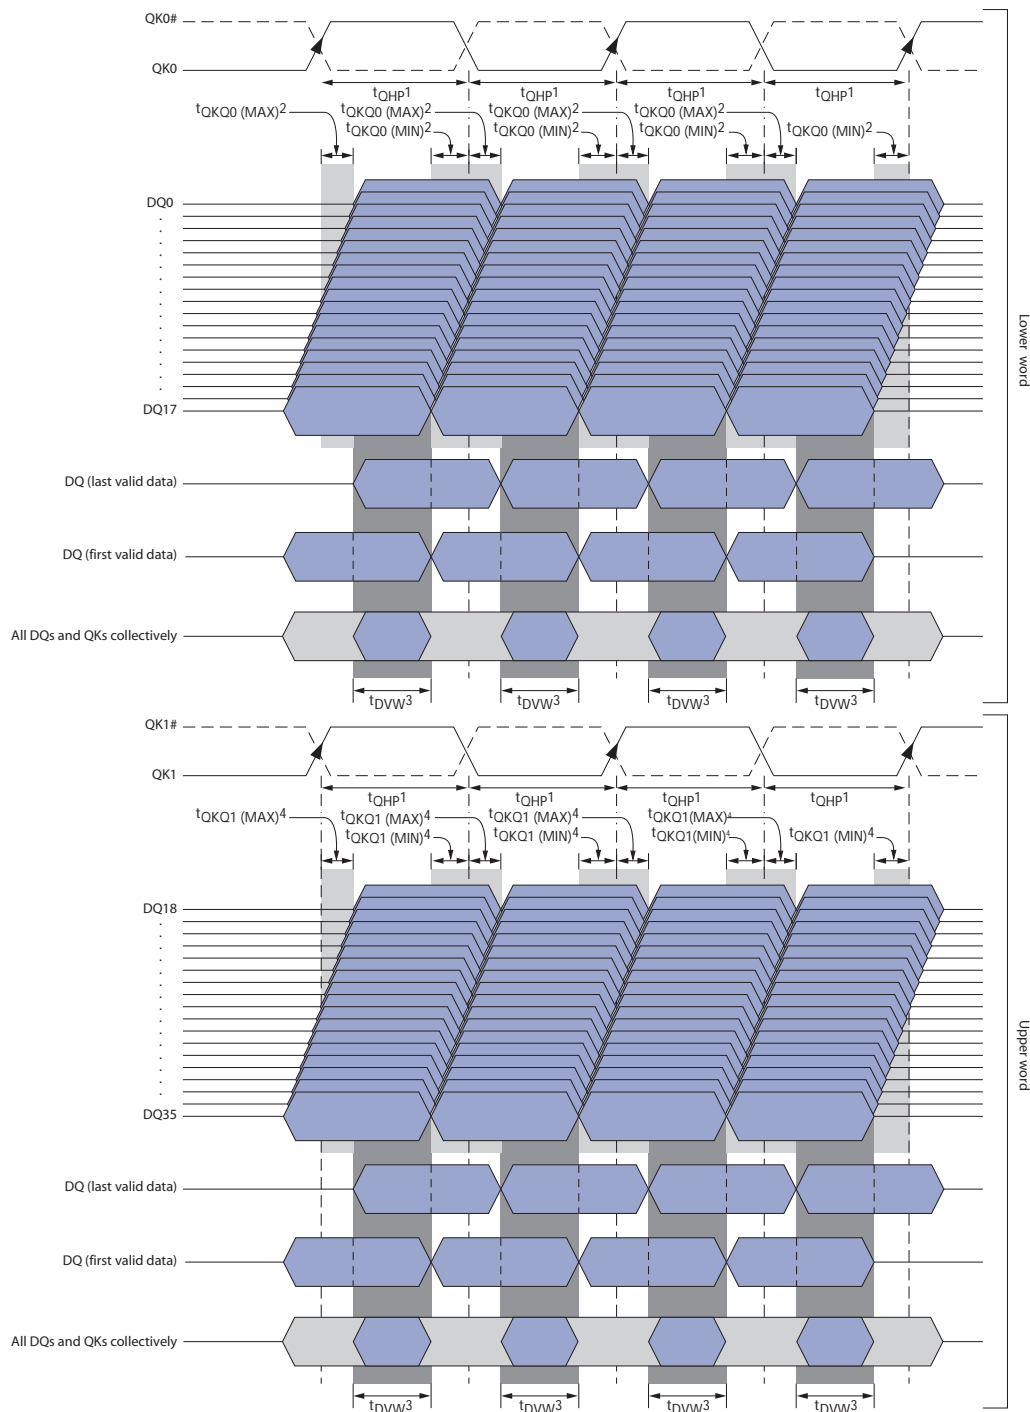 QK0#
QK0
tQHP1 tQHP1 tQHP1 tQHP1
tQKQ0 (MAX)2 tQKQ0 (MAX)2 tQKQ0 (MAX)2 tQKQ0 (MAX)2
tQKQ0 (MIN)2 tQKQ0 (MIN)2 tQKQ0 (MIN)2 tQKQ0 (MIN)2
DQ0
DQ17
DQ (last valid data)
DQ (first valid data)
All DQs and QKs collectively
tDVW3 tDVW3 tDVW3 tDVW3
Lower word
QK1#
QK1
tQHP1 tQHP1 tQHP1 tQHP1
tQKQ1 (MAX)4 tQKQ1 (MAX)4 tQKQ1 (MAX)4 tQKQ1(MAX)4
tQKQ1 (MIN)4 tQKQ1 (MIN)4 tQKQ1(MIN)4 tQKQ1 (MIN)4
DQ18
DQ35
DQ (last valid data)
DQ (first valid data)
All DQs and QKs collectively
tDVW3 tDVW3 tDVW3 tDVW3
Upper word